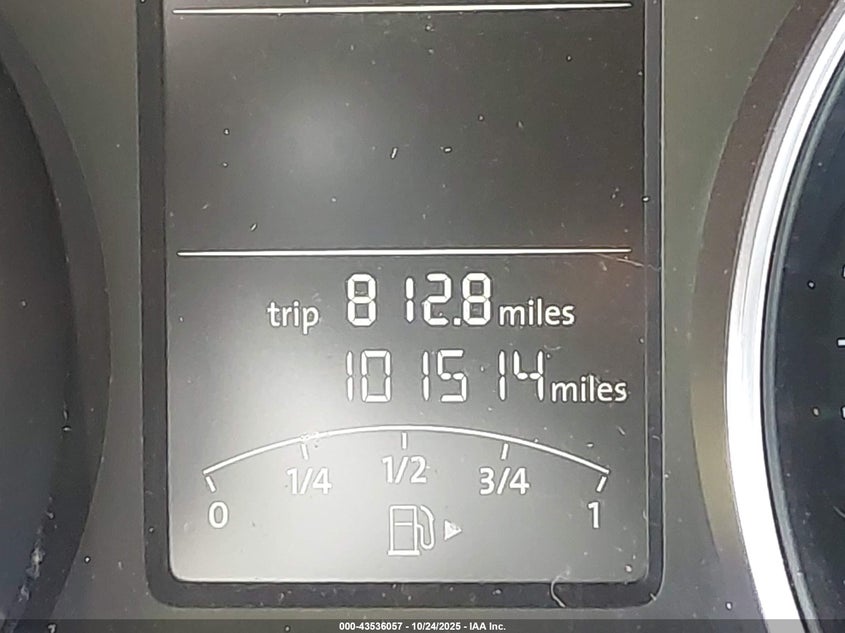 trip 812.8 miles
101514 miles
0 1/4 1/2 3/4 1
000-43536057 - 10/24/2025 - IAA Inc.